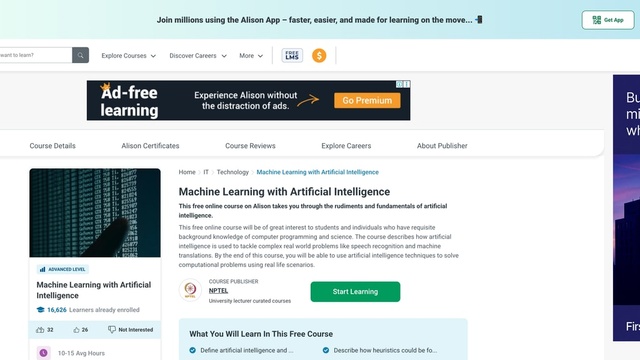 Join millions using the Alison App – faster, easier, and made for learning on the move...
Get App
want to learn?
Explore Courses
Discover Careers
More
FREE
LMS
$
Ad-free
learning
Experience Alison without
the distraction of ads.
Go Premium
Course Details
Alison Certificates
Course Reviews
Explore Careers
About Publisher
Home
IT
Technology
Machine Learning with Artificial Intelligence
Machine Learning with Artificial Intelligence
This free online course on Alison takes you through the rudiments and fundamentals of artificial
intelligence.
This free online course will be of great interest to students and individuals who have requisite
background knowledge of computer programming and science. The course describes how artificial
intelligence is used to tackle complex real world problems like speech recognition and machine
translations. By the end of this course, you will be able to use artificial intelligence techniques to solve
computational problems using real life scenarios.
COURSE PUBLISHER
NPTEL
University lecturer curated courses
NPTEL
Start Learning
ADVANCED LEVEL
Machine Learning with Artificial
Intelligence
16,626 Learners already enrolled
32
26
Not Interested
10-15 Avg Hours
What You Will Learn In This Free Course
Define artificial intelligence and ...
Describe how heuristics could be fo...
Bu
mi
wh
Firs